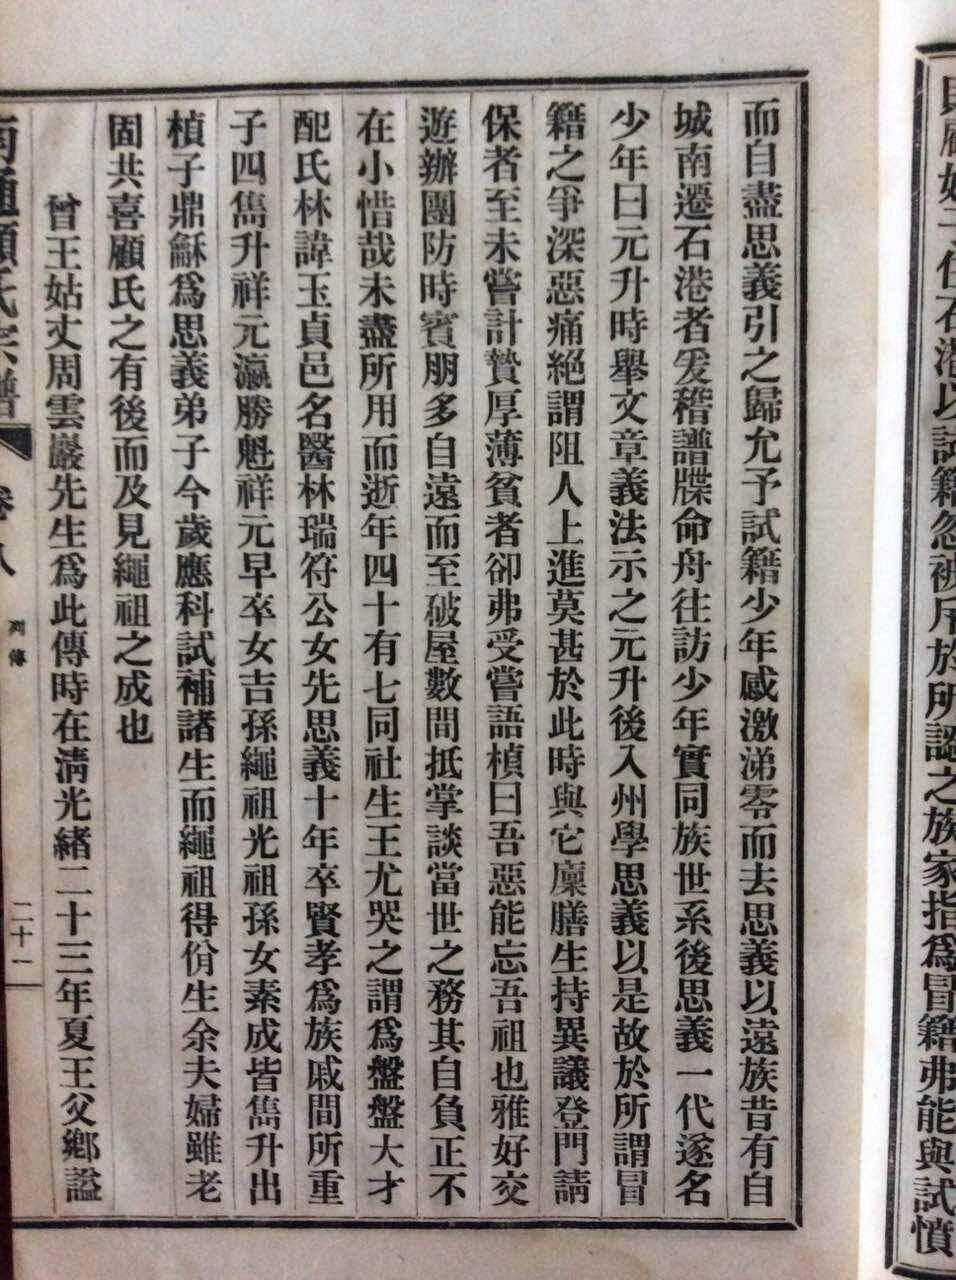 貝顧姓子住石港以試籍忽被斥於所認之族家指爲冒籍弗能與試憤
而自盡思義引之歸允予試籍少年感激涕零而去思義以遠族昔有自
城南遷石港者爰稽譜牒命舟往訪少年實同族世系後思義一代遂名
少年曰元升時舉文章義法示之元升後入州學思義以是故於所謂冒
籍之爭深惡痛絕謂阻人上進莫甚於此時與它廩膳生持異議登門請
保者至未嘗計贄厚薄貧者卻弗受嘗語楨曰吾惡能忘吾祖也雅好交
遊辦團防時賓朋多自遠而至破屋數間抵掌談當世之務其自負正不
在小惜哉未盡所用而逝年四十有七同社生王尤哭之謂爲盤盤大才
配氏林諱玉貞邑名醫林瑞符公女先思義十年卒賢孝爲族戚間所重
子四雋升祥元瀛勝魁祥元早卒女吉孫繩祖光祖孫女素成皆雋升出
楨子鼎龢爲思義弟子今歲應科試補諸生而繩祖得佾生余夫婦雖老
固共喜顧氏之有後而及見繩祖之成也
曾王姑丈周雲巖先生爲此傳時在清光緒二十三年夏王父鄉謚
南通顧氏宗譜 卷八 列傳 二十一